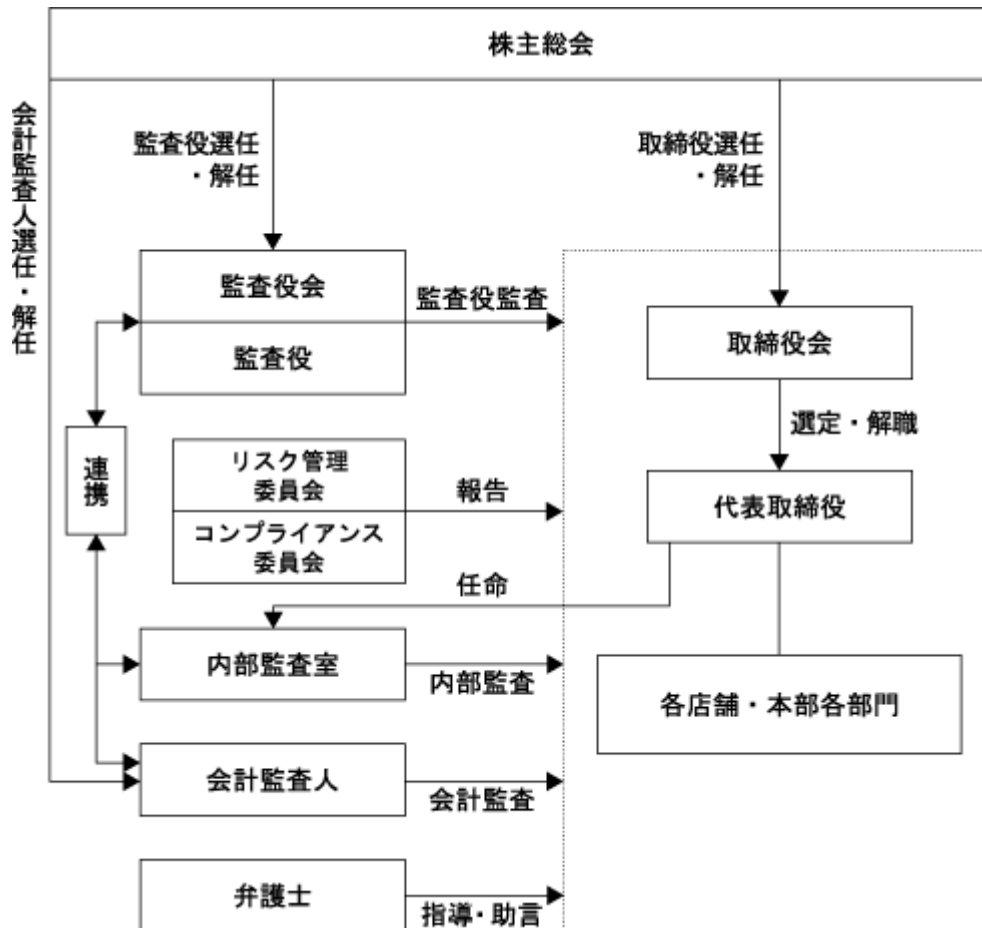 株主総会
会計監査人選任・解任
監査役選任
・解任
取締役選任
・解任
監査役会
監査役監査
監査役
取締役会
選定・解職
連携
リスク管理
委員会
報告
コンプライアンス
委員会
代表取締役
任命
内部監査室
内部監査
各店舗・本部各部門
会計監査人
会計監査
弁護士
指導・助言